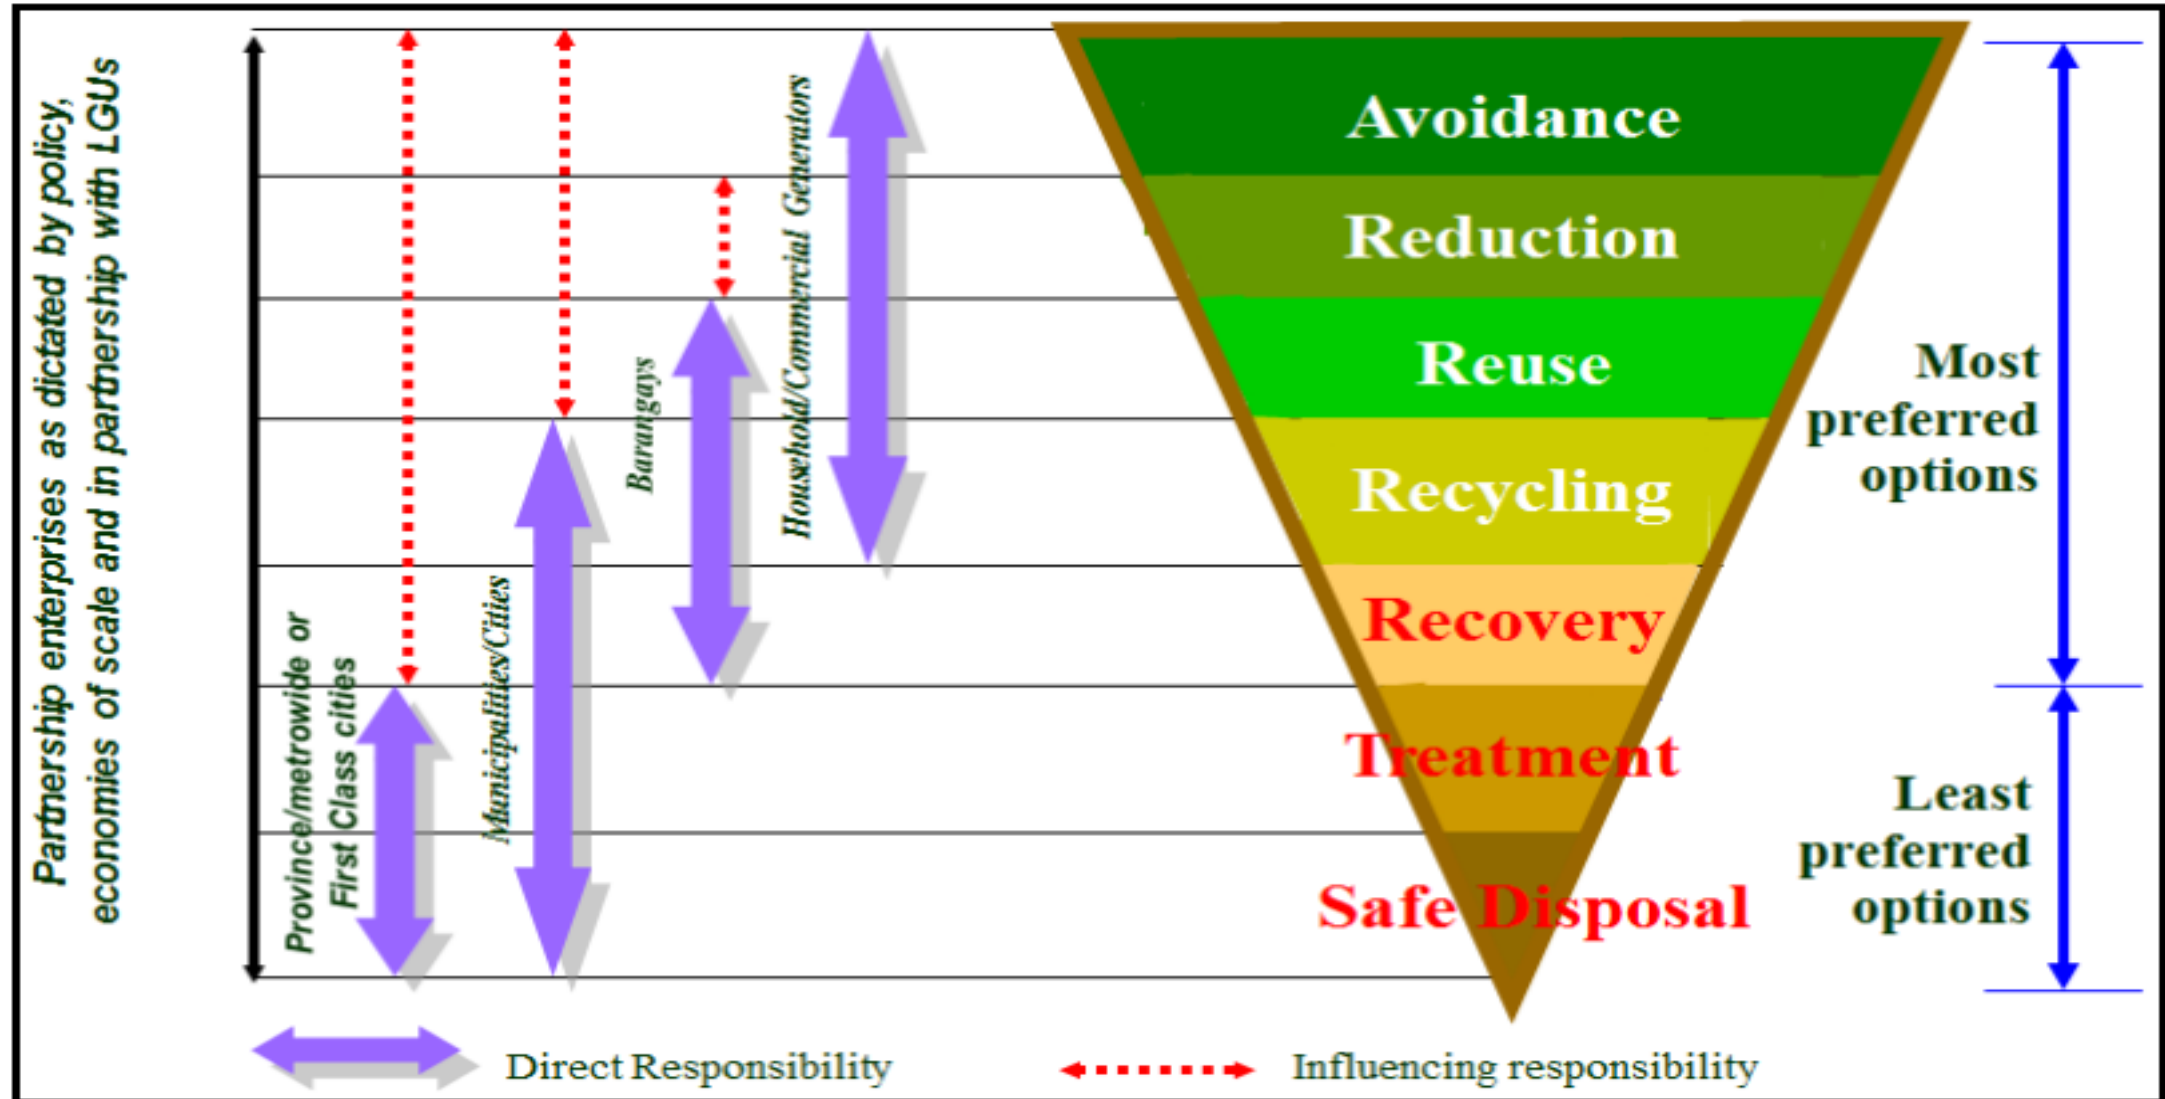 Partnership enterprises as dictated by policy,
economies of scale and in partnership with LGUs
Province/metrowide or
First Class cities
Municipalities/Cities
Barangays
Household/Commercial Generators
Avoidance
Reduction
Reuse
Recycling
Recovery
Treatment
Safe Disposal
Most
preferred
options
Least
preferred
options
Direct Responsibility
Influencing responsibility